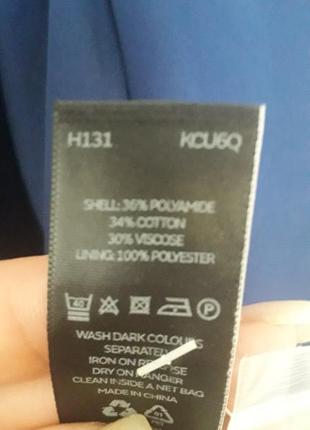 H131 KCU6Q
SHELL: 36% POLYAMIDE
34% COTTON
30% VISCOSE
LINING: 100% POLYESTER
40 P
WASH DARK COLOURS
SEPARATELY
IRON ON REVERSE
DRY ON HANGER
CLEAN INSIDE A NET BAG
MADE IN CHINA
01